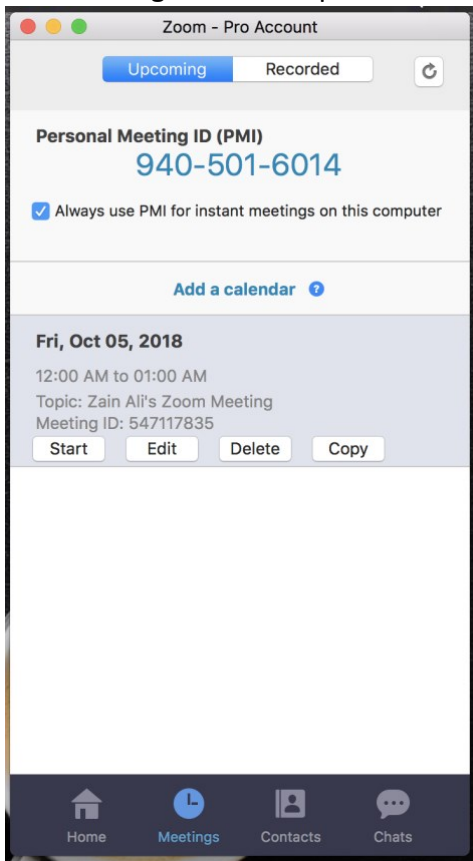 Zoom - Pro Account
Upcoming Recorded
Personal Meeting ID (PMI)
940-501-6014
Always use PMI for instant meetings on this computer
Add a calendar ?
Fri, Oct 05, 2018
12:00 AM to 01:00 AM
Topic: Zain Ali's Zoom Meeting
Meeting ID: 547117835
Start Edit Delete Copy
Home Meetings Contacts Chats